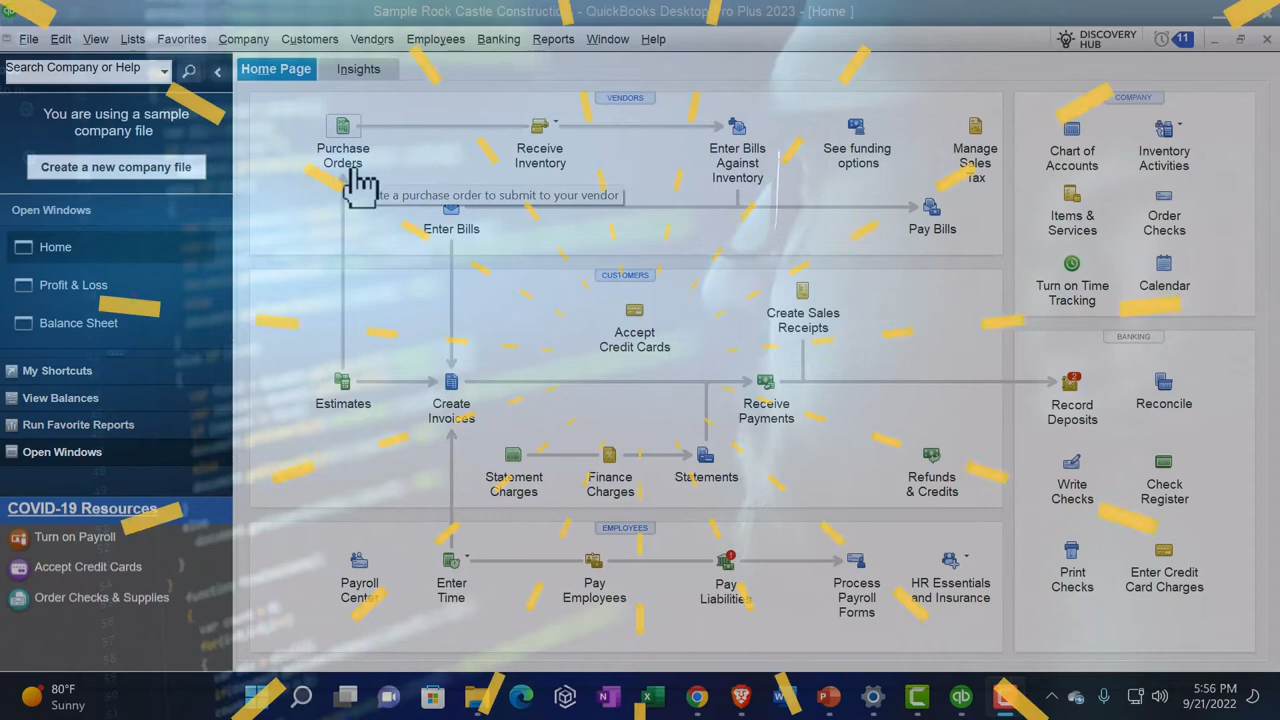 Sample Rock Castle Construction - QuickBooks Desktop Pro Plus 2023 - [Home ]
File Edit View Lists Favorites Company Customers Vendors Employees Banking Reports Window Help
DISCOVERY
HUB
11
Search Company or Help
You are using a sample
company file
Create a new company file
Open Windows
Home
Profit & Loss
Balance Sheet
My Shortcuts
View Balances
Run Favorite Reports
Open Windows
COVID-19 Resources
Turn on Payroll
Accept Credit Cards
Order Checks & Supplies
Home Page
Insights
VENDORS
Purchase
Orders
Receive
Inventory
Enter Bills
Against
Inventory
See funding
options
Manage
Sales
Tax
a purchase order to submit to your vendor
Enter Bills
Pay Bills
CUSTOMERS
Accept
Credit Cards
Create Sales
Receipts
Estimates
Create
Invoices
Receive
Payments
Statement
Charges
Finance
Charges
Statements
Refunds
& Credits
EMPLOYEES
Payroll
Center
Enter
Time
Pay
Employees
Pay
Liabilities
Process
Payroll
Forms
HR Essentials
and Insurance
COMPANY
Chart of
Accounts
Inventory
Activities
Items &
Services
Order
Checks
Turn on Time
Tracking
Calendar
BANKING
2
Record
Deposits
Reconcile
Write
Checks
Check
Register
Print
Checks
Enter Credit
Card Charges
80°F
Sunny
5:56 PM
9/21/2022